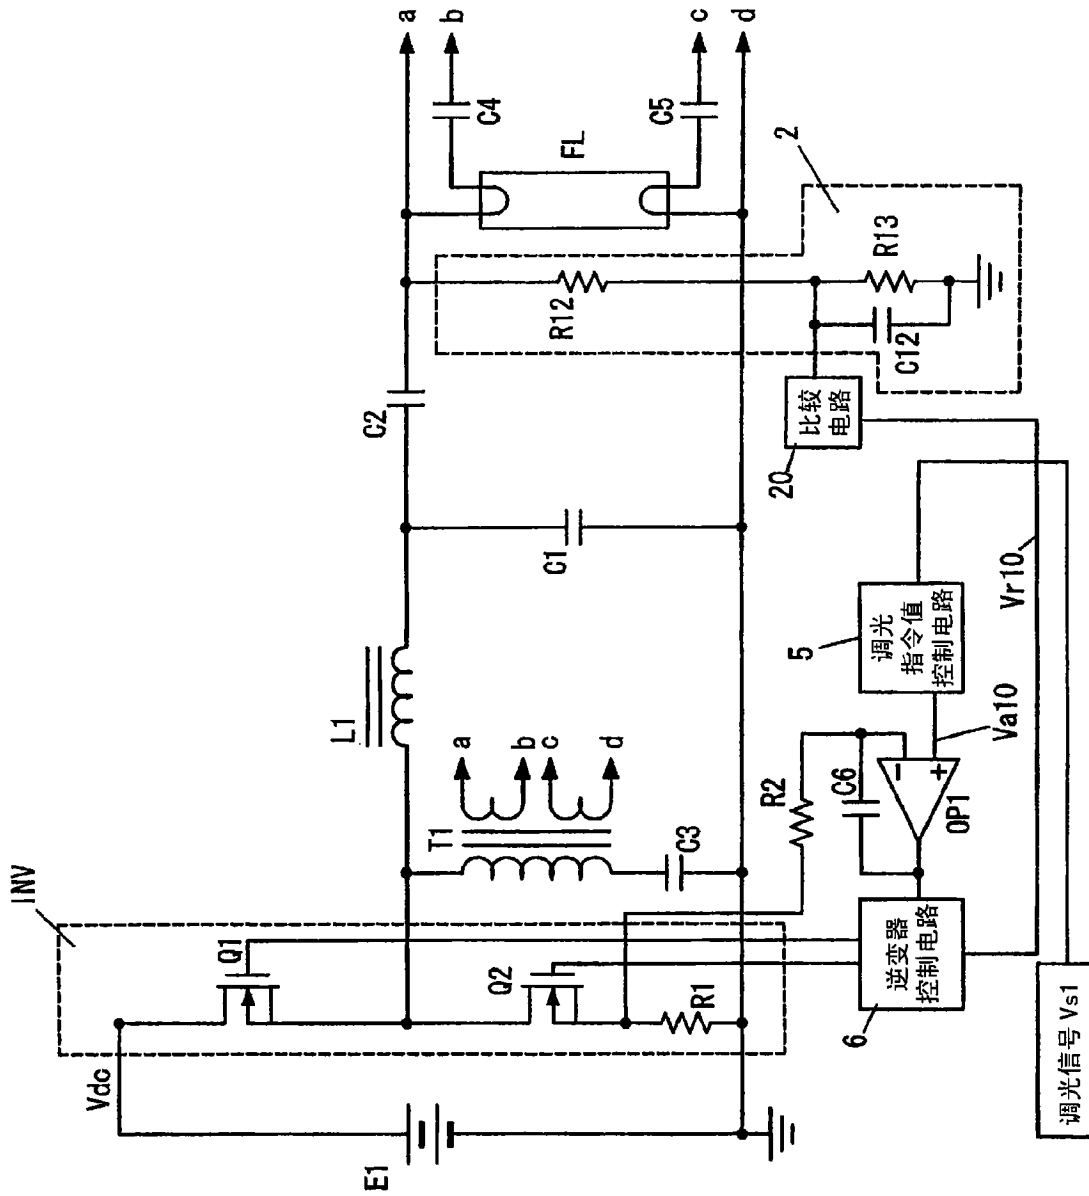 INV
Vdc
E1
Q1
Q2
R1
T1
a
b
c
d
C3
L1
C1
C2
R12
FL
C4
C5
a
b
c
d
2
R13
C12
比较
电路
20
R2
C6
OP1
-
+
Va10
Vr10
5
调光
指令值
控制电路
6
逆变器
控制电路
调光信号 Vs1